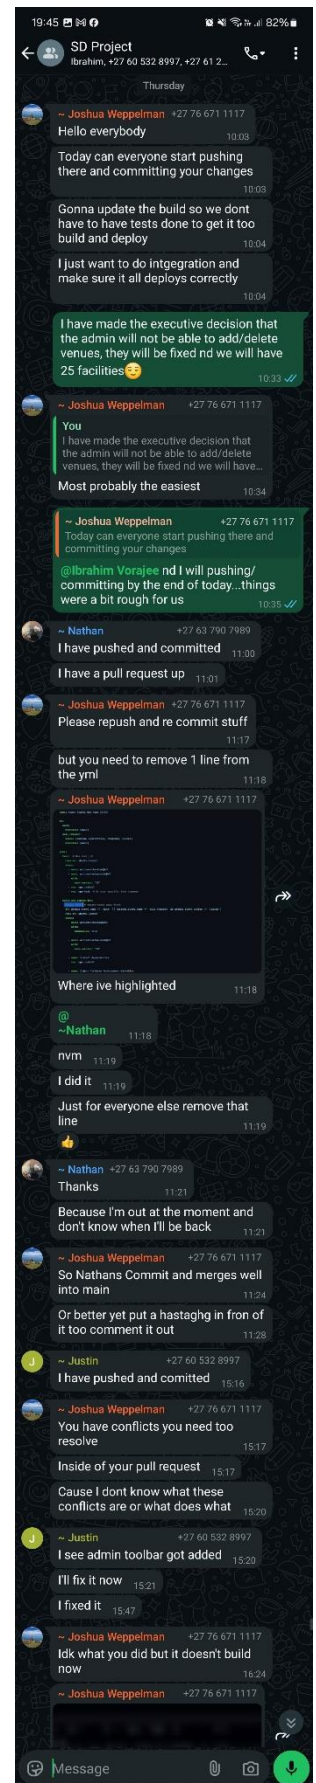 19:45
82%
SD Project
Ibrahim, +27 60 532 8997, +27 61 2...
Thursday
~ Joshua Weppelman +27 76 671 1117
Hello everybody
10:03
Today can everyone start pushing
there and committing your changes
10:03
Gonna update the build so we dont
have to have tests done to get it too
build and deploy
10:04
I just want to do intgegration and
make sure it all deploys correctly
10:04
I have made the executive decision that
the admin will not be able to add/delete
venues, they will be fixed nd we will have
25 facilities😌
10:33
~ Joshua Weppelman +27 76 671 1117
You
I have made the executive decision that
the admin will not be able to add/delete
venues, they will be fixed nd we will have...
Most probably the easiest
10:34
~ Joshua Weppelman +27 76 671 1117
Today can everyone start pushing there and
committing your changes
@Ibrahim Vorajee nd I will pushing/
committing by the end of today...things
were a bit rough for us
10:35
~ Nathan +27 63 790 7989
I have pushed and committed 11:00
I have a pull request up 11:01
~ Joshua Weppelman +27 76 671 1117
Please repush and re commit stuff
11:17
but you need to remove 1 line from
the yml
11:18
~ Joshua Weppelman +27 76 671 1117
Where ive highlighted 11:18
@
~Nathan 11:18
nvm 11:19
I did it 11:19
Just for everyone else remove that
line
11:19
👍
~ Nathan +27 63 790 7989
Thanks
11:21
Because I'm out at the moment and
don't know when I'll be back
11:21
~ Joshua Weppelman +27 76 671 1117
So Nathans Commit and merges well
into main
11:24
Or better yet put a hastaghg in fron of
it too comment it out
11:28
J
~ Justin +27 60 532 8997
I have pushed and comitted 15:16
~ Joshua Weppelman +27 76 671 1117
You have conflicts you need too
resolve
15:17
Inside of your pull request 15:17
Cause I dont know what these
conflicts are or what does what
15:20
J
~ Justin +27 60 532 8997
I see admin toolbar got added 15:20
I'll fix it now 15:21
I fixed it 15:47
~ Joshua Weppelman +27 76 671 1117
Idk what you did but it doesn't build
now
16:24
~ Joshua Weppelman +27 76 671 1117
Message